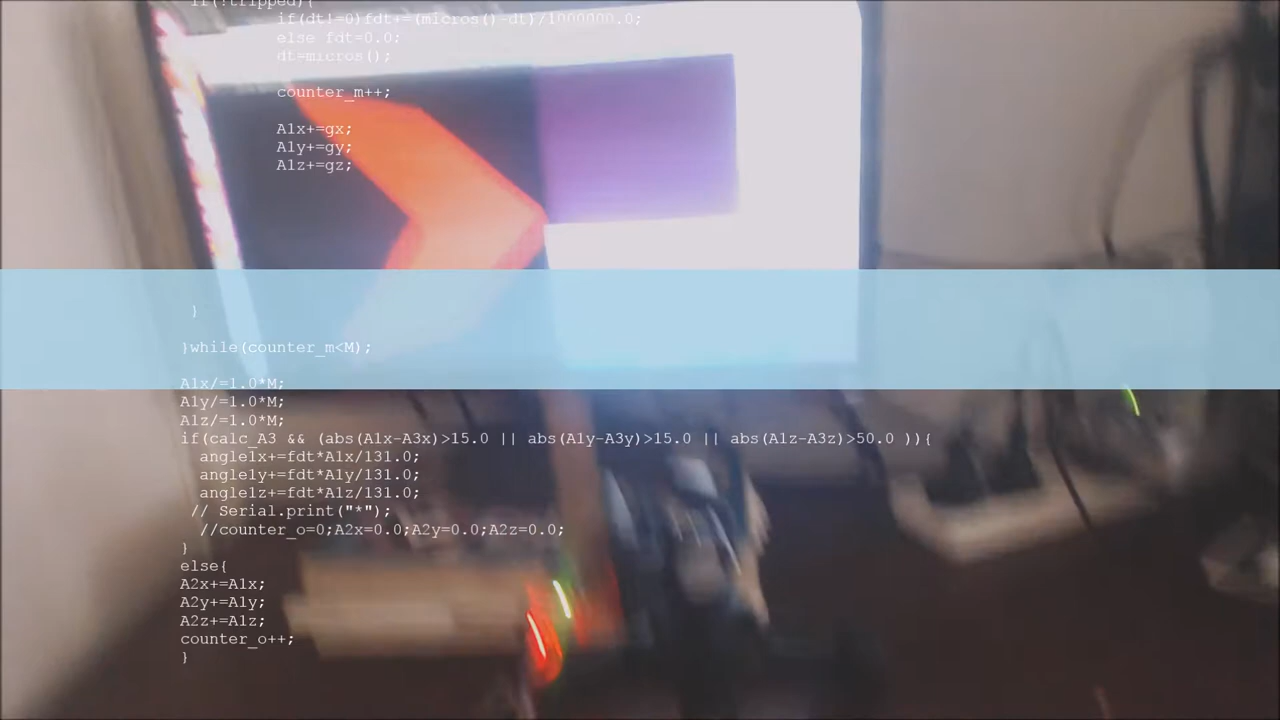 if(!tripped){
if(dt!=0)fdt+=(micros()-dt)/1000000.0;
else fdt=0.0;
dt=micros();
counter_m++;
A1x+=gx;
A1y+=gy;
A1z+=gz;
}
}while(counter_m<M);
A1x/=1.0*M;
A1y/=1.0*M;
A1z/=1.0*M;
if(calc_A3 && (abs(A1x-A3x)>15.0 || abs(A1y-A3y)>15.0 || abs(A1z-A3z)>50.0 )){
angle1x+=fdt*A1x/131.0;
angle1y+=fdt*A1y/131.0;
angle1z+=fdt*A1z/131.0;
// Serial.print("*");
//counter_o=0;A2x=0.0;A2y=0.0;A2z=0.0;
}
else{
A2x+=A1x;
A2y+=A1y;
A2z+=A1z;
counter_o++;
}